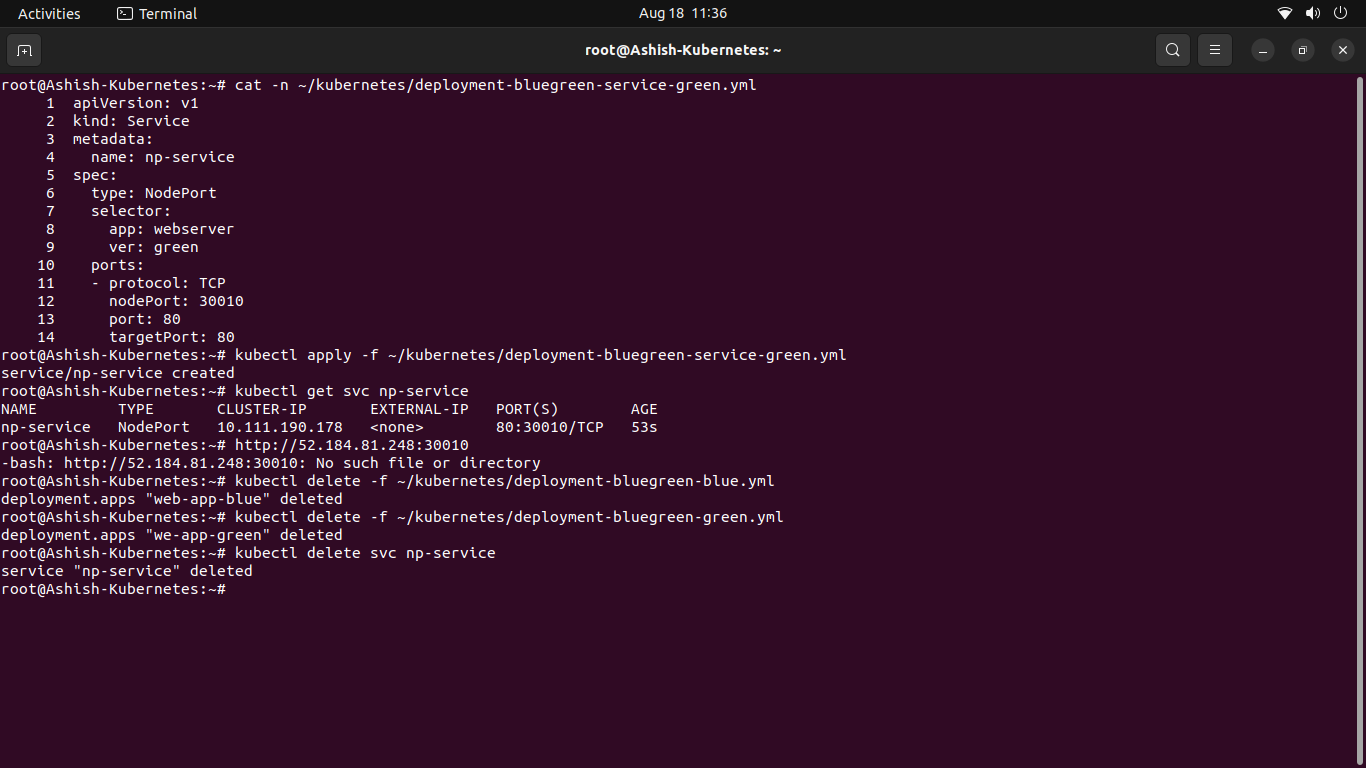 Activities Terminal Aug 18 11:36
root@Ashish-Kubernetes: ~
root@Ashish-Kubernetes:~# cat -n ~/kubernetes/deployment-bluegreen-service-green.yml
     1  apiVersion: v1
     2  kind: Service
     3  metadata:
     4    name: np-service
     5  spec:
     6    type: NodePort
     7    selector:
     8      app: webserver
     9      ver: green
    10    ports:
    11    - protocol: TCP
    12      nodePort: 30010
    13      port: 80
    14      targetPort: 80
root@Ashish-Kubernetes:~# kubectl apply -f ~/kubernetes/deployment-bluegreen-service-green.yml
service/np-service created
root@Ashish-Kubernetes:~# kubectl get svc np-service
NAME         TYPE       CLUSTER-IP       EXTERNAL-IP   PORT(S)        AGE
np-service   NodePort   10.111.190.178   <none>        80:30010/TCP   53s
root@Ashish-Kubernetes:~# http://52.184.81.248:30010
-bash: http://52.184.81.248:30010: No such file or directory
root@Ashish-Kubernetes:~# kubectl delete -f ~/kubernetes/deployment-bluegreen-blue.yml
deployment.apps "web-app-blue" deleted
root@Ashish-Kubernetes:~# kubectl delete -f ~/kubernetes/deployment-bluegreen-green.yml
deployment.apps "we-app-green" deleted
root@Ashish-Kubernetes:~# kubectl delete svc np-service
service "np-service" deleted
root@Ashish-Kubernetes:~#